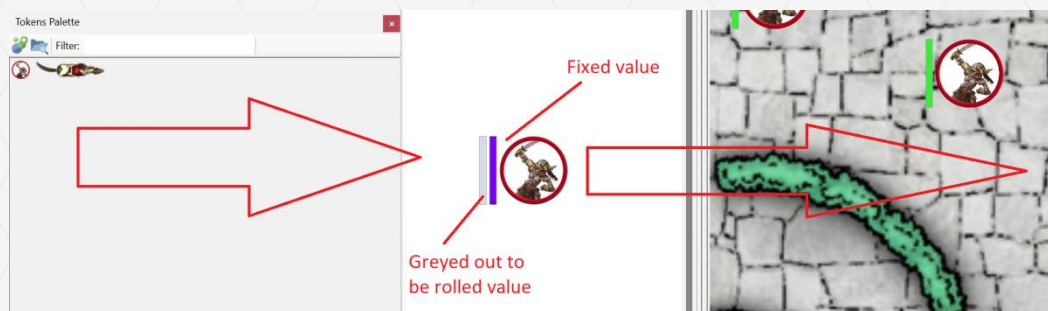 Tokens Palette
×
Filter:
Fixed value
Greyed out to
be rolled value